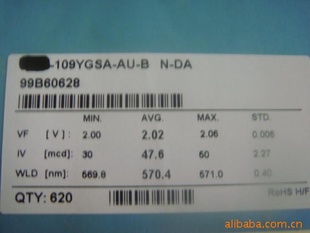 -109YGSA-AU-B N-DA
99B60628
MIN. AVG. MAX. STD.
VF [V] 2.00 2.02 2.06 0.006
IV [mcd] 30 47.6 60 2.27
WLD [nm] 569.8 570.4 571.0 0.40
QTY: 620 RoHS H/F
alibaba.com.cn